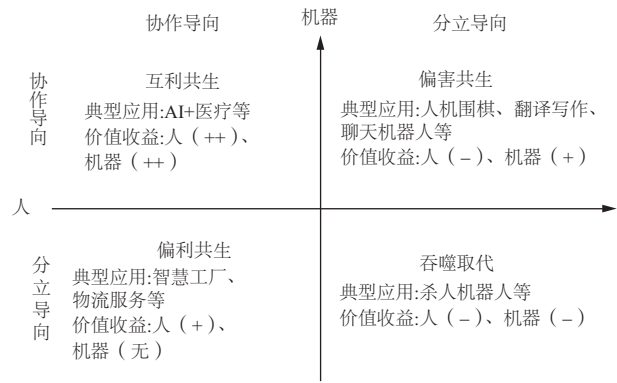 协作导向
机器
分立导向
协作导向
互利共生
典型应用:AI+医疗等
价值收益:人（++）、
机器（++）
偏害共生
典型应用:人机围棋、翻译写作、
聊天机器人等
价值收益:人（–）、机器（+）
人
分立导向
偏利共生
典型应用:智慧工厂、
物流服务等
价值收益:人（+）、
机器（无）
吞噬取代
典型应用:杀人机器人等
价值收益:人（–）、机器（–）